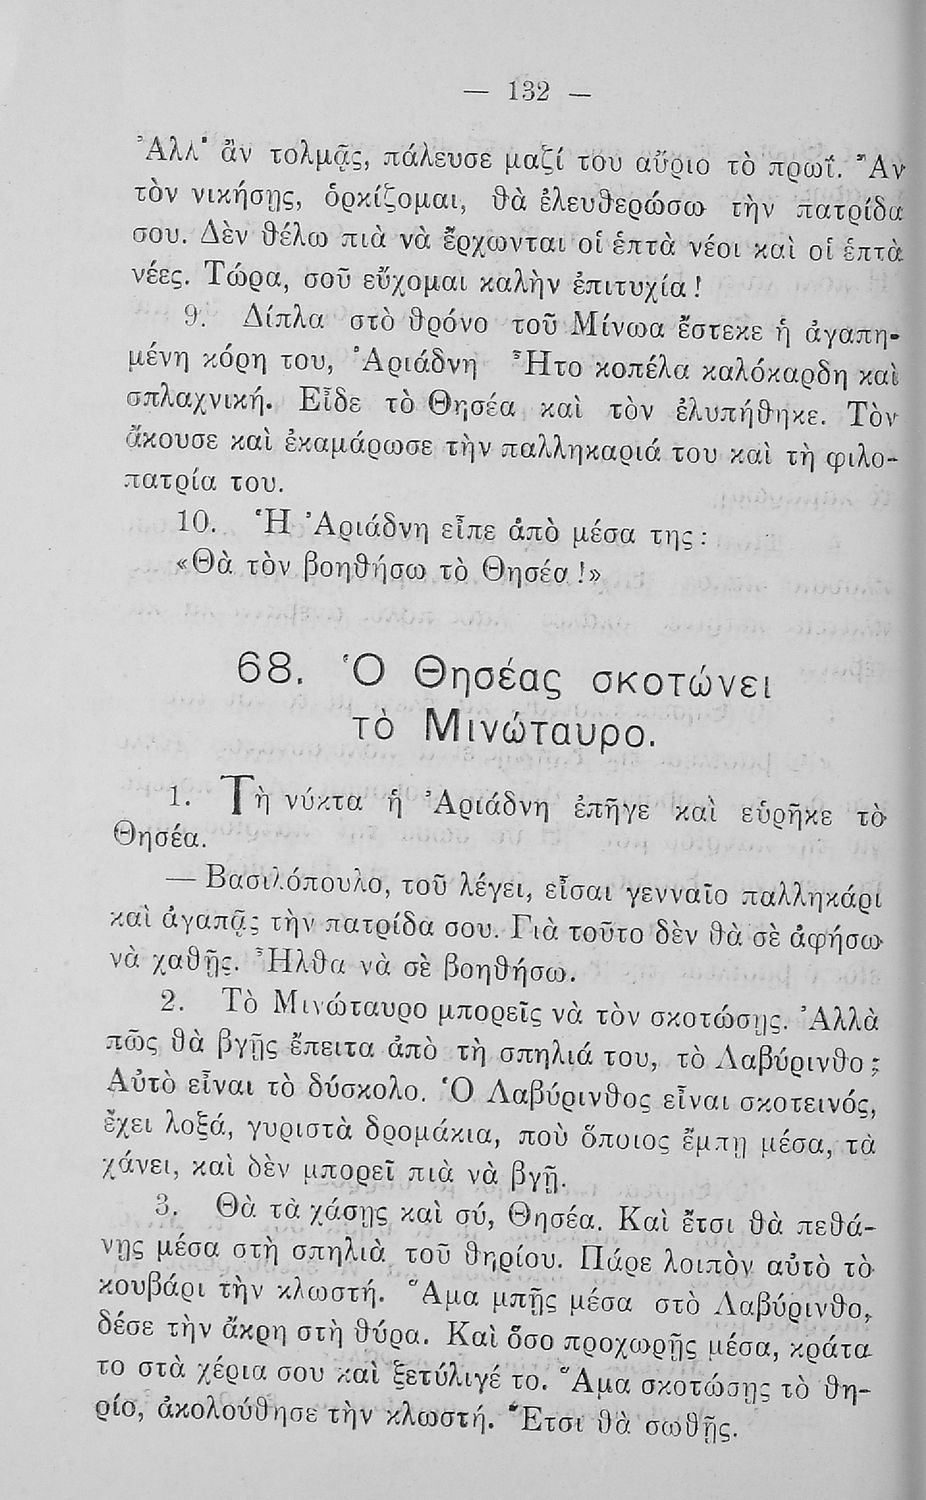 — 132 —
Ἀλλ' ἂν τολμᾷς, πάλευσε μαζί του αὔριο τὸ πρωΐ. Ἂν
τὸν νικήσῃς, ὁρκίζομαι, θὰ ἐλευθερώσω τὴν πατρίδα
σου. Δὲν θέλω πιὰ νὰ ἔρχωνται οἱ ἑπτὰ νέοι καὶ οἱ ἑπτὰ
νέες. Τώρα, σοῦ εὔχομαι καλὴν ἐπιτυχία!
9. Δίπλα στὸ θρόνο τοῦ Μίνωα ἔστεκε ἡ ἀγαπη-
μένη κόρη του, Ἀριάδνη Ἦτο κοπέλα καλόκαρδη καὶ
σπλαχνική. Εἶδε τὸ Θησέα καὶ τὸν ἐλυπήθηκε. Τὸν
ἄκουσε καὶ ἐκαμάρωσε τὴν παλληκαριά του καὶ τὴ φιλο-
πατρία του.
10. Ἡ Ἀριάδνη εἶπε ἀπὸ μέσα της:
«Θὰ τὸν βοηθήσω τὸ Θησέα!»
68. Ὁ Θησέας σκοτώνει
τὸ Μινώταυρο.
1. Τὴ νύκτα ἡ Ἀριάδνη ἐπῆγε καὶ εὑρῆκε τὸ
Θησέα.
— Βασιλόπουλο, τοῦ λέγει, εἶσαι γενναῖο παλληκάρι
καὶ ἀγαπᾷς τὴν πατρίδα σου. Γιὰ τοῦτο δὲν θὰ σὲ ἀφήσω
νὰ χαθῇς. Ἦλθα νὰ σὲ βοηθήσω.
2. Τὸ Μινώταυρο μπορεῖς νὰ τὸν σκοτώσῃς. Ἀλλὰ
πῶς θὰ βγῇς ἔπειτα ἀπὸ τὴ σπηλιά του, τὸ Λαβύρινθο;
Αὐτὸ εἶναι τὸ δύσκολο. Ὁ Λαβύρινθος εἶναι σκοτεινός,
ἔχει λοξά, γυριστὰ δρομάκια, ποὺ ὅποιος ἔμπῃ μέσα, τὰ
χάνει, καὶ δὲν μπορεῖ πιὰ νὰ βγῇ.
3. Θὰ τὰ χάσῃς καὶ σύ, Θησέα. Καὶ ἔτσι θὰ πεθά-
νῃς μέσα στὴ σπηλιὰ τοῦ θηρίου. Πάρε λοιπὸν αὐτὸ τὸ
κουβάρι τὴν κλωστή. Ἅμα μπῇς μέσα στὸ Λαβύρινθο,
δέσε τὴν ἄκρη στὴ θύρα. Καὶ ὅσο προχωρῇς μέσα, κράτα
το στὰ χέρια σου καὶ ξετύλιγέ το. Ἅμα σκοτώσῃς τὸ θη-
ρίο, ἀκολούθησε τὴν κλωστή. Ἔτσι θὰ σωθῇς.